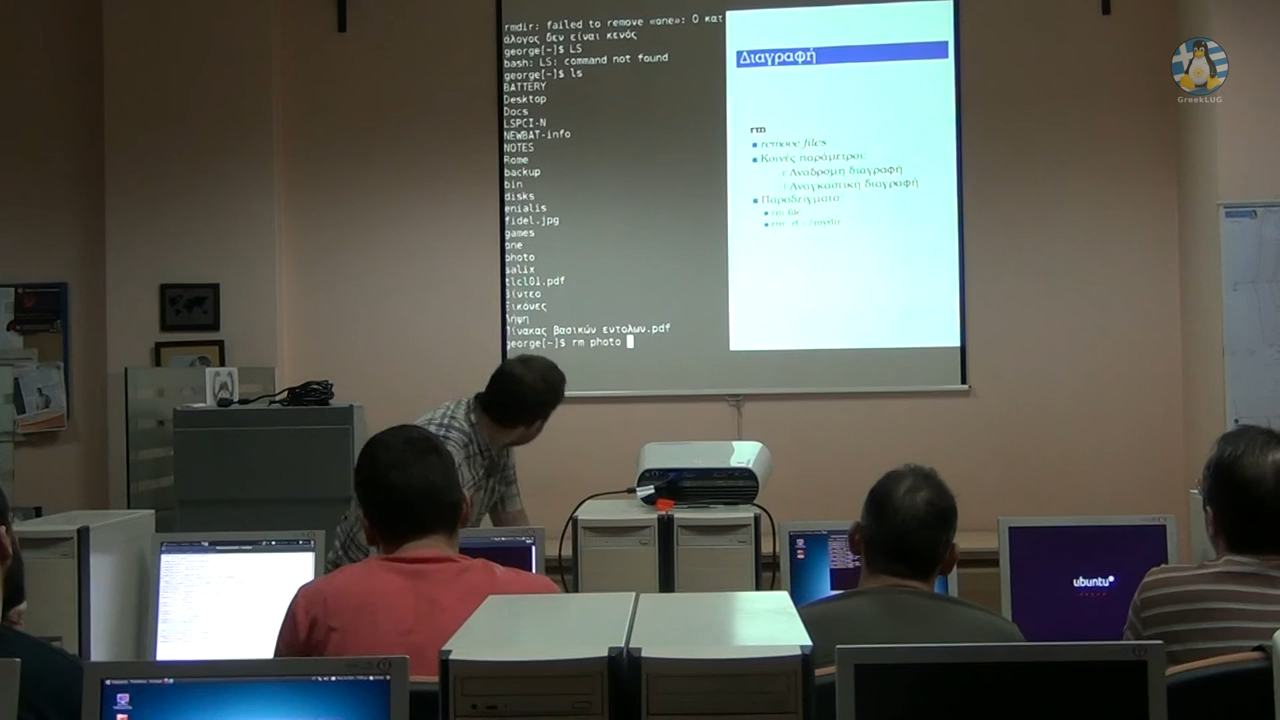 rmdir: failed to remove «one»: Ο κατ
άλογος δεν είναι κενός
george[~]$ LS
bash: LS: command not found
george[~]$ ls
BATTERY
Desktop
Docs
LSPCI-N
NEWBAT-info
NOTES
Rome
backup
bin
disks
enialis
fidel.jpg
games
one
photo
salix
tlcl01.pdf
βίντεο
Εικόνες
Λήψη
Πίνακας βασικών εντολων.pdf
george[~]$ rm photo
Διαγραφή
rm
remove files
Κοινές παράμετροι:
r Αναδρομή διαγραφή
f Αναγκαστική διαγραφή
Παραδείγματα:
rm file
GreekLUG
ubuntu